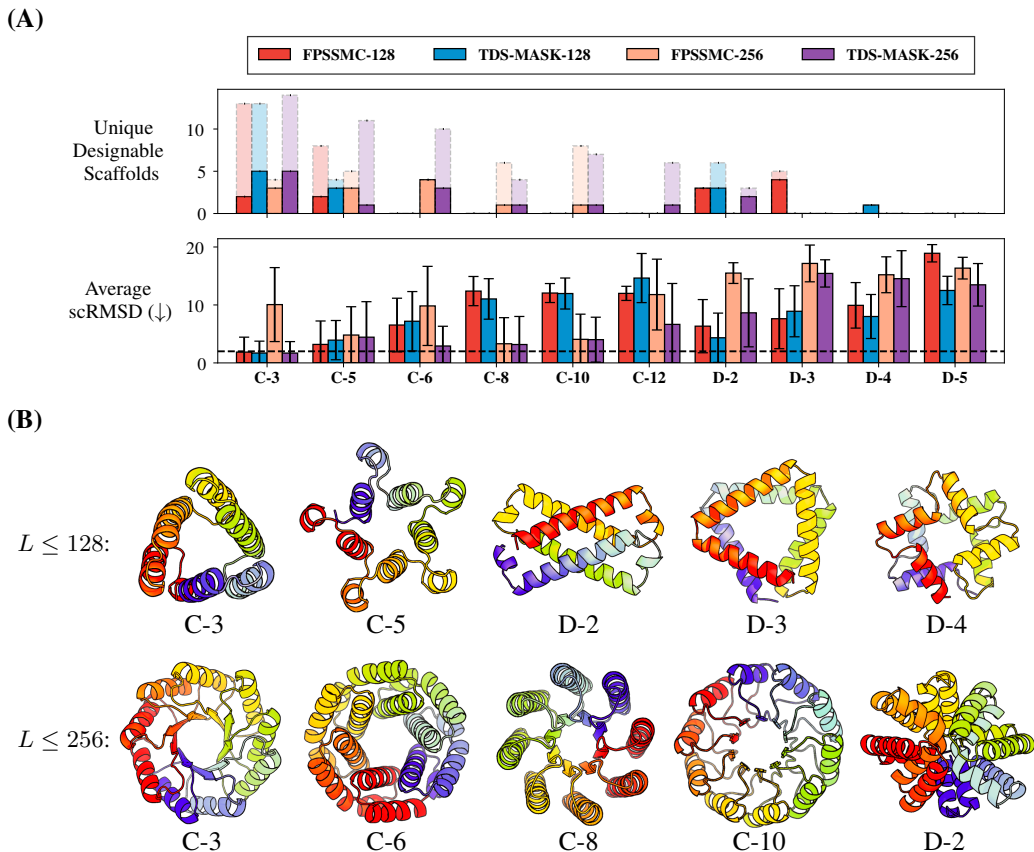 (A)
FPSSMC-128 TDS-MASK-128 FPSSMC-256 TDS-MASK-256
Unique
Designable
Scaffolds
10
5
0
Average
scRMSD (↓)
20
10
0
C-3 C-5 C-6 C-8 C-10 C-12 D-2 D-3 D-4 D-5
(B)
L ≤ 128:
C-3 C-5 D-2 D-3 D-4
L ≤ 256:
C-3 C-6 C-8 C-10 D-2